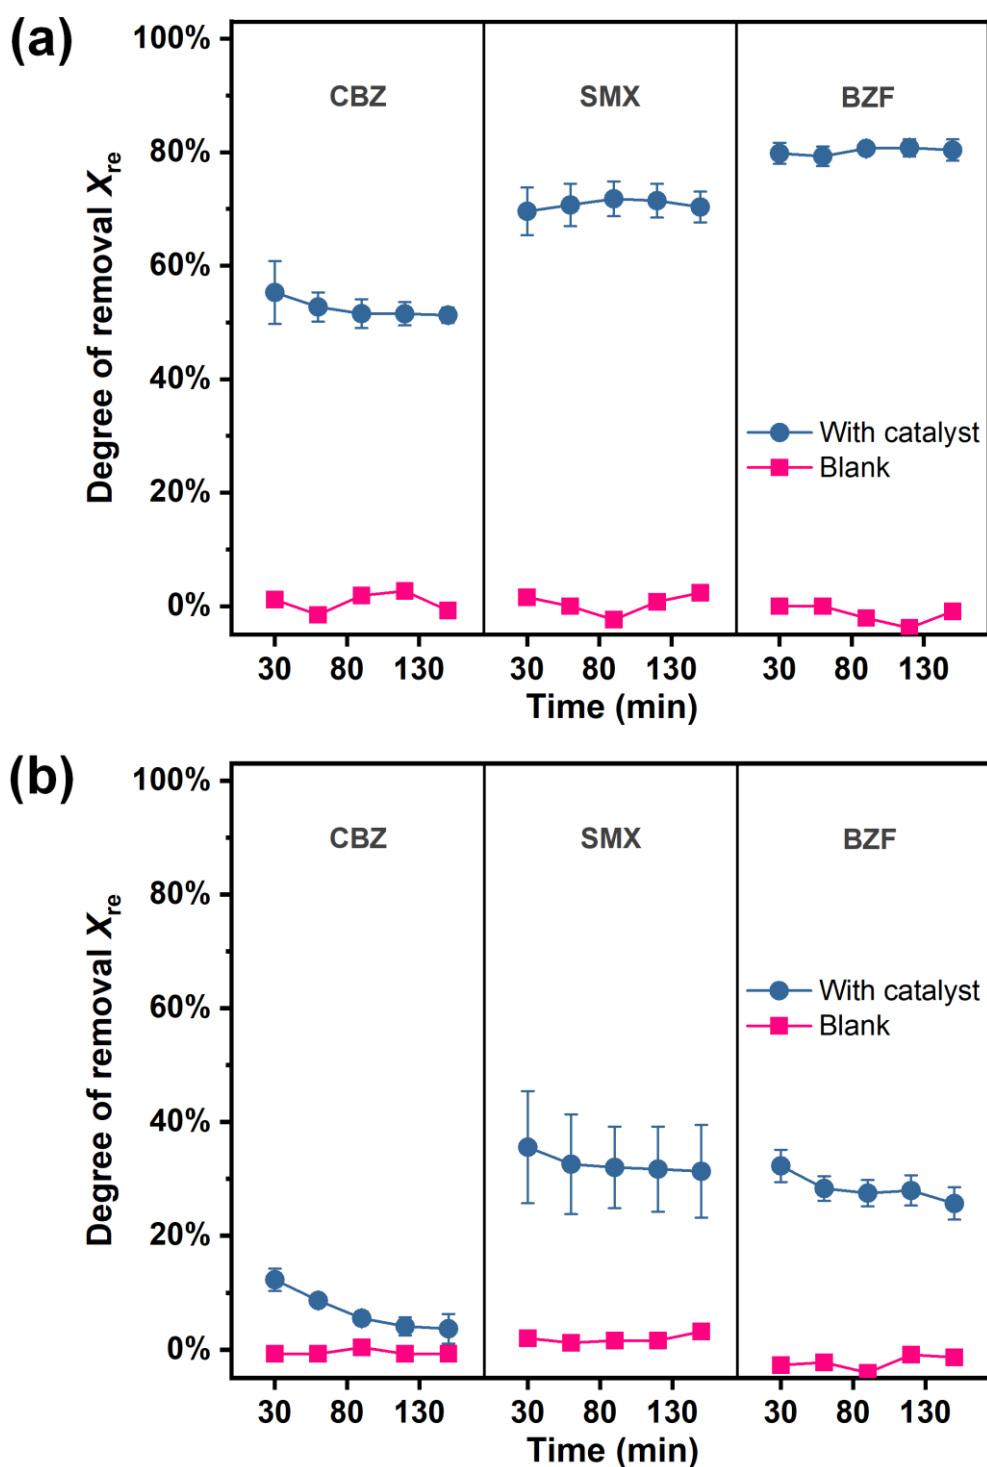 (a)
100%
CBZ SMX BZF
80%
60%
40%
With catalyst
Blank
20%
0%
Degree of removal Xre
30 80 130 30 80 130 30 80 130
Time (min)
(b)
100%
CBZ SMX BZF
80%
60%
With catalyst
Blank
40%
20%
0%
Degree of removal Xre
30 80 130 30 80 130 30 80 130
Time (min)